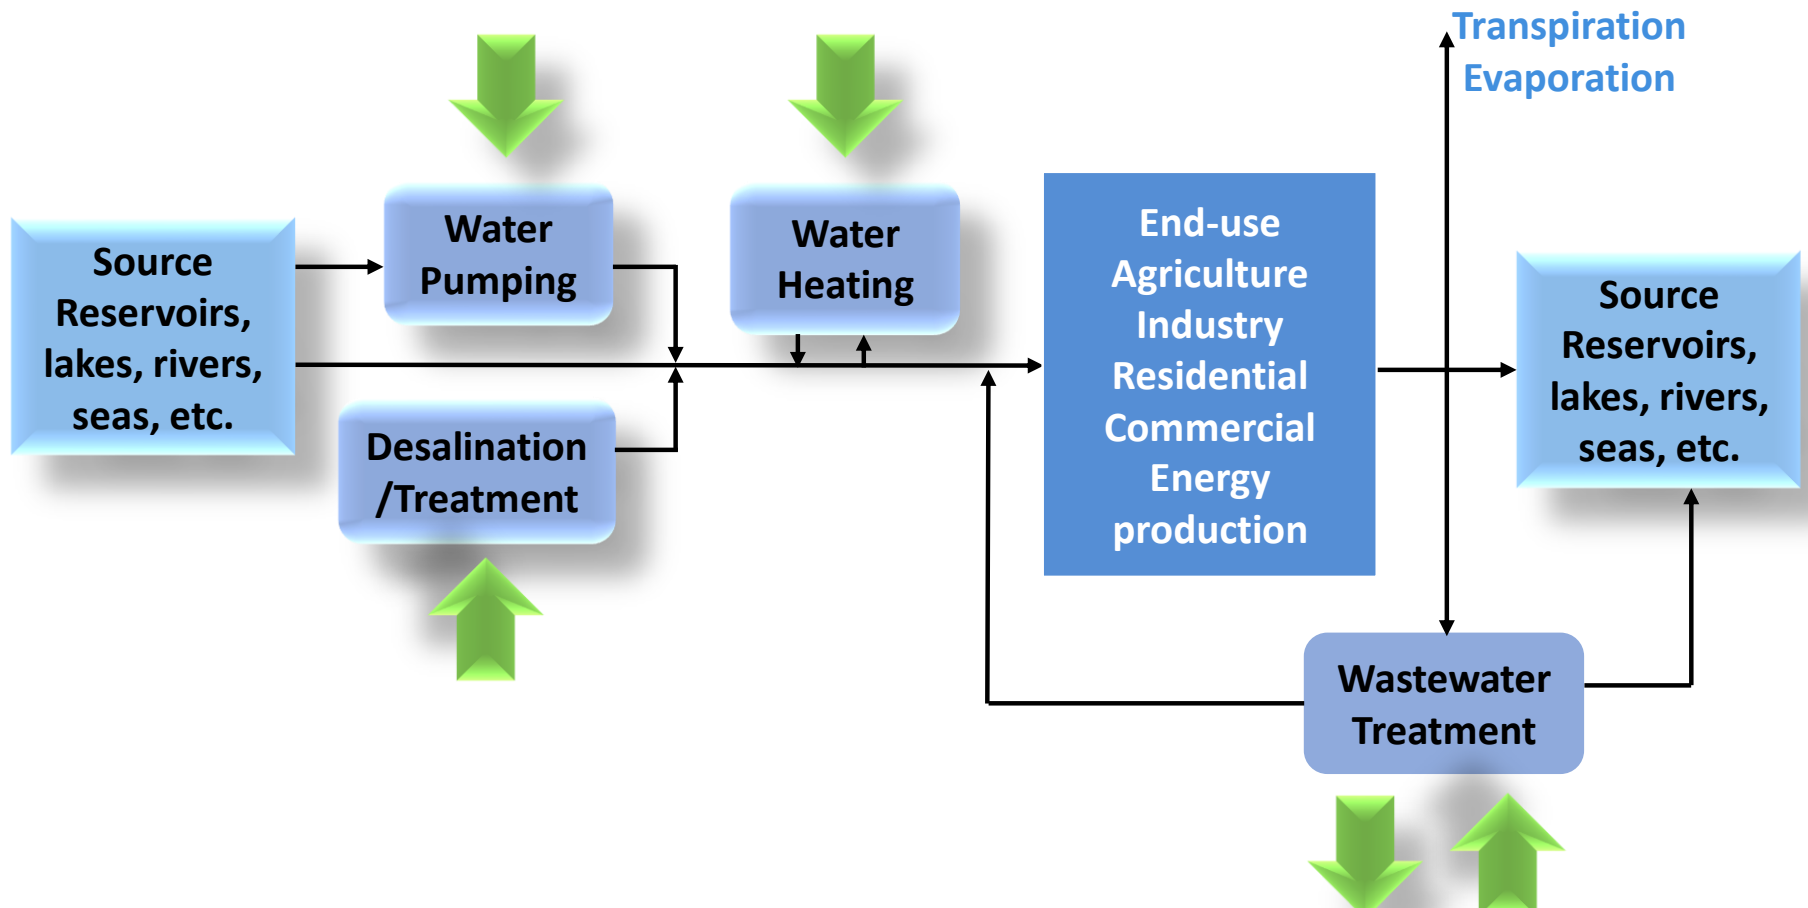 Transpiration
Evaporation
Source
Reservoirs,
lakes, rivers,
seas, etc.
Water
Pumping
Desalination
/Treatment
Water
Heating
End-use
Agriculture
Industry
Residential
Commercial
Energy
production
Source
Reservoirs,
lakes, rivers,
seas, etc.
Wastewater
Treatment